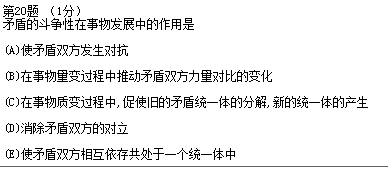 第20题 （1分）
矛盾的斗争性在事物发展中的作用是
(A)使矛盾双方发生对抗
(B)在事物量变过程中推动矛盾双方力量对比的变化
(C)在事物质变过程中,促使旧的矛盾统一体的分解,新的统一体的产生
(D)消除矛盾双方的对立
(E)使矛盾双方相互依存共处于一个统一体中